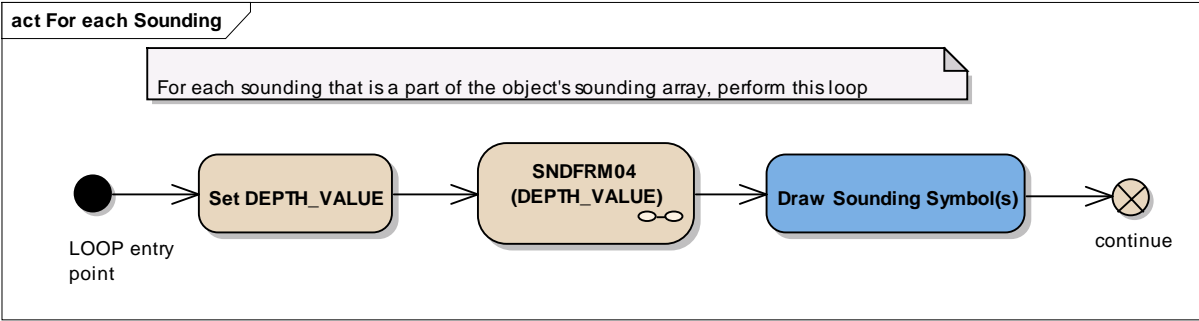 act For each Sounding
For each sounding that is a part of the object's sounding array, perform this loop
Set DEPTH_VALUE
SNDFRM04
(DEPTH_VALUE)
Draw Sounding Symbol(s)
LOOP entry
point
continue